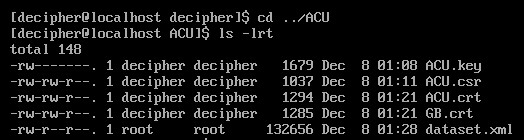 [decipher@localhost decipher]$ cd ../ACU
[decipher@localhost ACU]$ ls -lrt
total 148
-rw-------. 1 decipher decipher   1679 Dec  8 01:08 ACU.key
-rw-rw-r--. 1 decipher decipher   1037 Dec  8 01:11 ACU.csr
-rw-rw-r--. 1 decipher decipher   1294 Dec  8 01:21 ACU.crt
-rw-rw-r--. 1 decipher decipher   1285 Dec  8 01:21 GB.crt
-rw-r--r--. 1 root     root     132656 Dec  8 01:28 dataset.xml